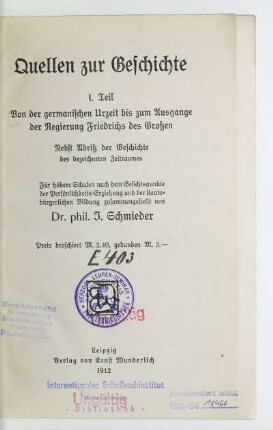 Quellen zur Geschichte
I. Teil
Von der germanischen Urzeit bis zum Ausgange
der Regierung Friedrichs des Großen
Nebst Abriß der Geschichte
des bezeichneten Zeitraumes
Für höhere Schulen nach dem Gesichtspunkte
der Persönlichkeits-Erziehung und der staats-
bürgerlichen Bildung zusammengestellt von
Dr. phil. J. Schmieder
Preis broschiert M. 2.40, gebunden M. 3.—
E 403
Leipzig
Verlag von Ernst Wunderlich
1912
Internationales Schulbuchinstitut
Ungültig
Bibliothek